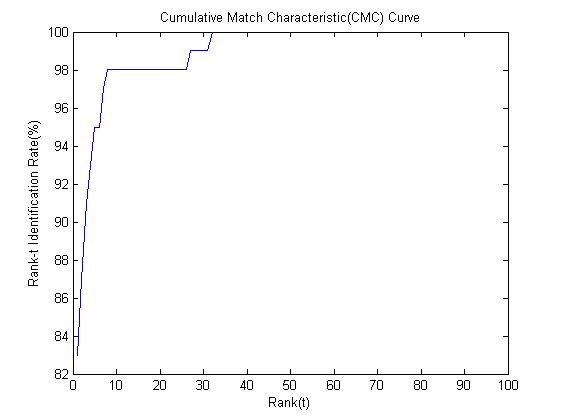 Cumulative Match Characteristic(CMC) Curve
100
98
96
94
92
90
88
86
84
82
Rank-t Identification Rate(%)
0 10 20 30 40 50 60 70 80 90 100
Rank(t)